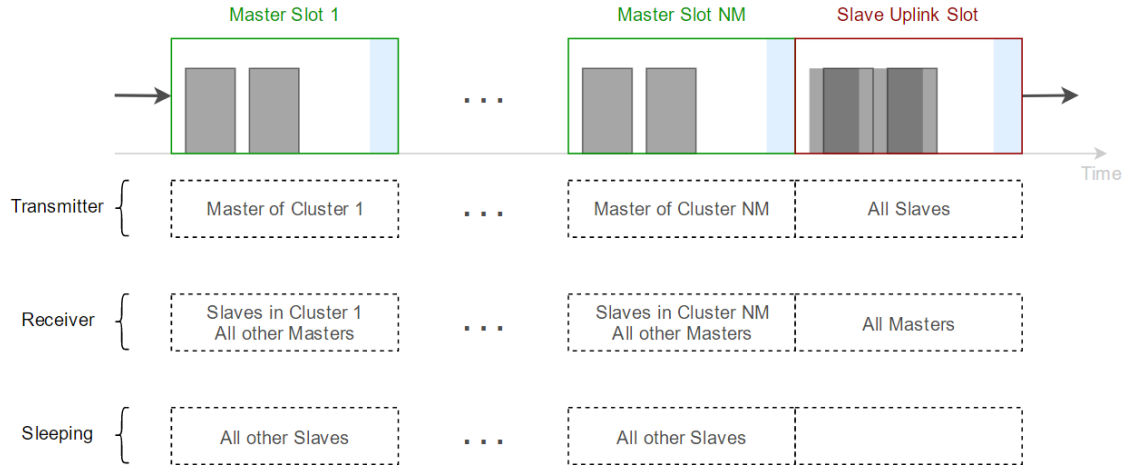 Master Slot 1
Master Slot NM
Slave Uplink Slot
...
Time
Transmitter
Master of Cluster 1
...
Master of Cluster NM
All Slaves
Receiver
Slaves in Cluster 1
All other Masters
...
Slaves in Cluster NM
All other Masters
All Masters
Sleeping
All other Slaves
...
All other Slaves